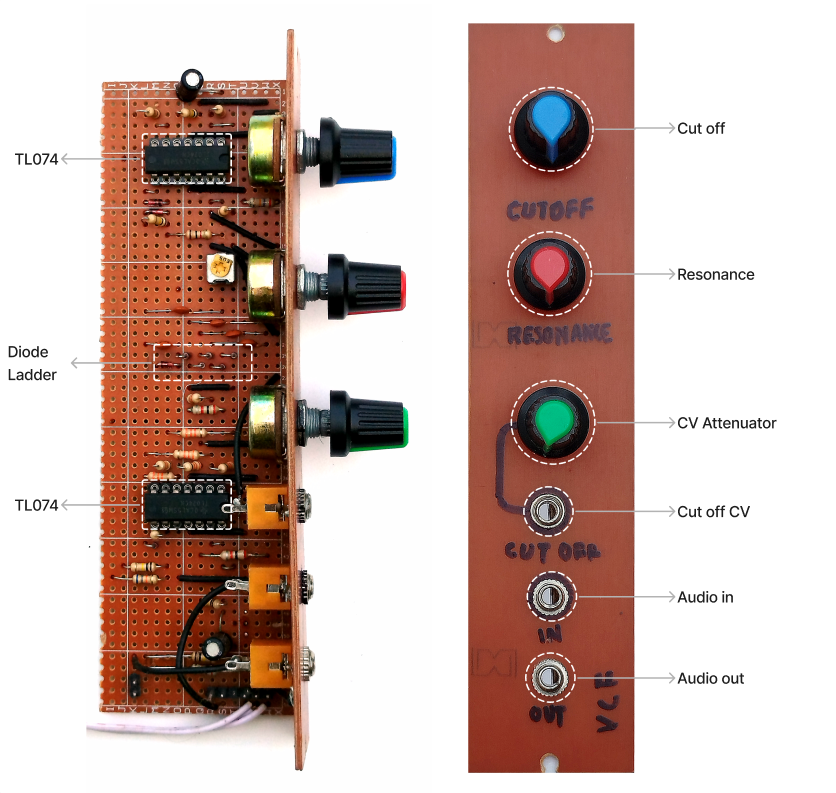 TL074
Diode
Ladder
TL074
Cut off
CUTOFF
Resonance
RESONANCE
CV Attenuator
Cut off CV
CUT OFF
Audio in
IN
Audio out
OUT
VCF